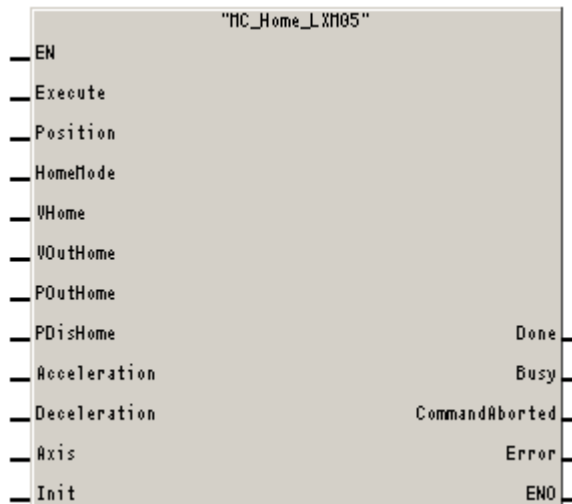 "MC_Home_LXM05"
EN
Execute
Position
HomeMode
VHome
VOutHome
POutHome
PDisHome Done
Acceleration Busy
Deceleration CommandAborted
Axis Error
Init ENO